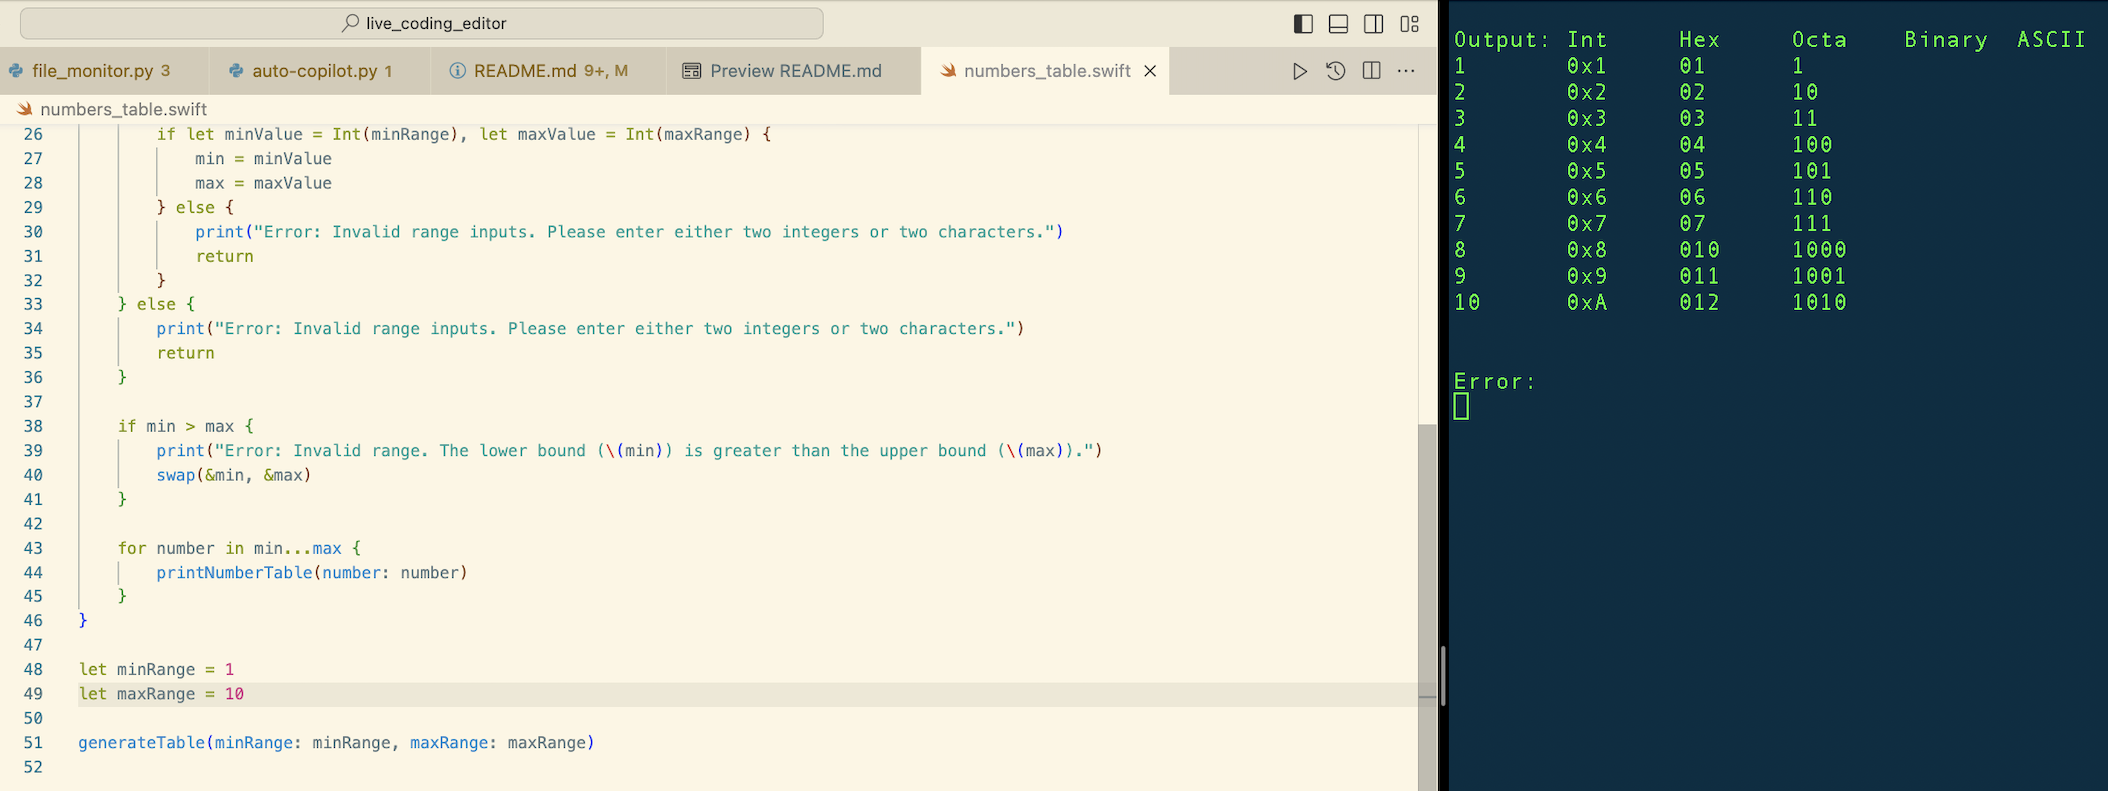 live_coding_editor
file_monitor.py 3
auto-copilot.py 1
README.md 9+, M
Preview README.md
numbers_table.swift
numbers_table.swift
26 if let minValue = Int(minRange), let maxValue = Int(maxRange) {
27 min = minValue
28 max = maxValue
29 } else {
30 print("Error: Invalid range inputs. Please enter either two integers or two characters.")
31 return
32 }
33 } else {
34 print("Error: Invalid range inputs. Please enter either two integers or two characters.")
35 return
36 }
37
38 if min > max {
39 print("Error: Invalid range. The lower bound (\(min)) is greater than the upper bound (\(max)).")
40 swap(&min, &max)
41 }
42
43 for number in min...max {
44 printNumberTable(number: number)
45 }
46 }
47
48 let minRange = 1
49 let maxRange = 10
50
51 generateTable(minRange: minRange, maxRange: maxRange)
52
Output: Int Hex Octa Binary ASCII
1 0x1 01 1
2 0x2 02 10
3 0x3 03 11
4 0x4 04 100
5 0x5 05 101
6 0x6 06 110
7 0x7 07 111
8 0x8 010 1000
9 0x9 011 1001
10 0xA 012 1010
Error: